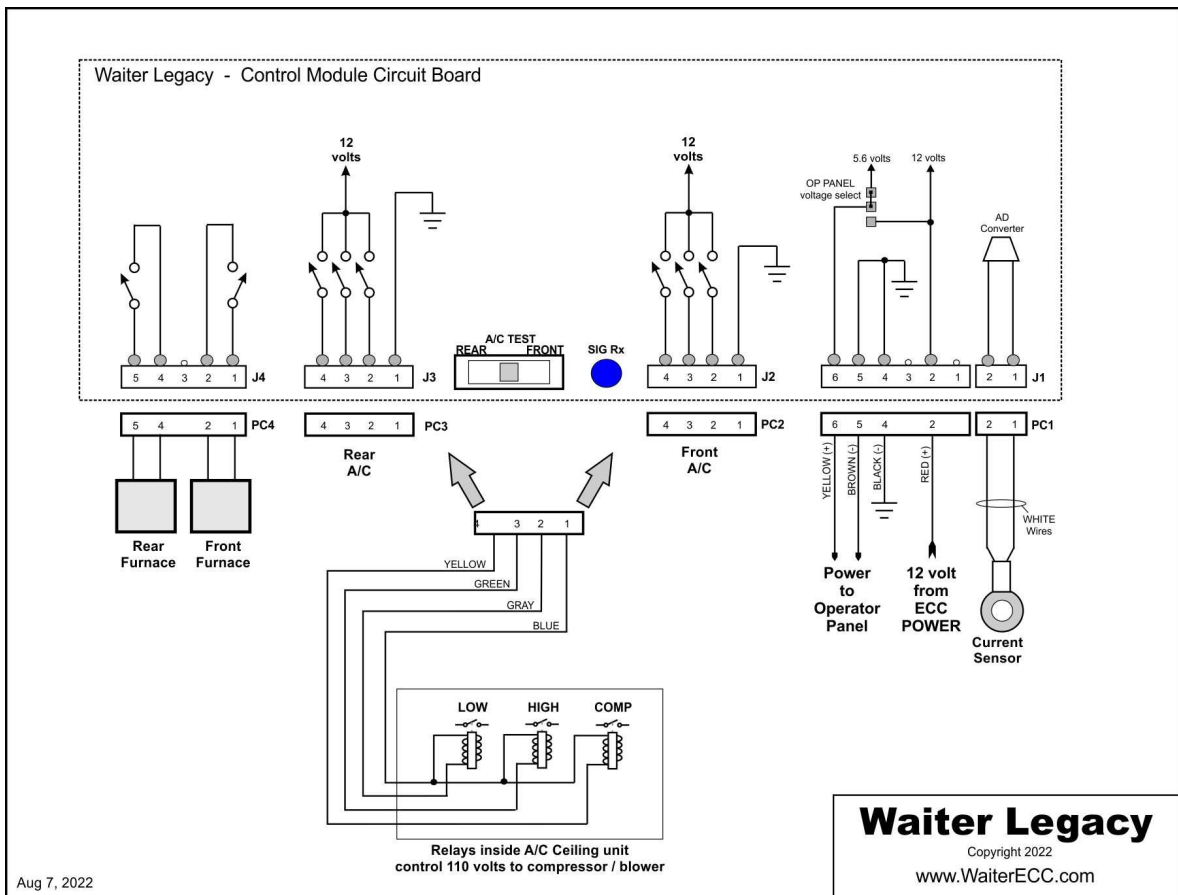 Waiter Legacy - Control Module Circuit Board
12
volts
12
volts
5.6 volts
12 volts
OP PANEL
voltage select
AD
Converter
A/C TEST
REAR
FRONT
SIG Rx
5 4 3 2 1 J4
4 3 2 1 J3
4 3 2 1 J2
6 5 4 3 2 1
2 1 J1
5 4 2 1 PC4
4 3 2 1 PC3
4 3 2 1 PC2
6 5 4 2
2 1 PC1
Rear
A/C
Front
A/C
YELLOW (+)
BROWN (-)
BLACK (-)
RED (+)
WHITE
Wires
Rear
Furnace
Front
Furnace
4 3 2 1
YELLOW
GREEN
GRAY
BLUE
Power
to
Operator
Panel
12 volt
from
ECC
POWER
Current
Sensor
LOW
HIGH
COMP
Relays inside A/C Ceiling unit
control 110 volts to compressor / blower
Waiter Legacy
Copyright 2022
www.WaiterECC.com
Aug 7, 2022